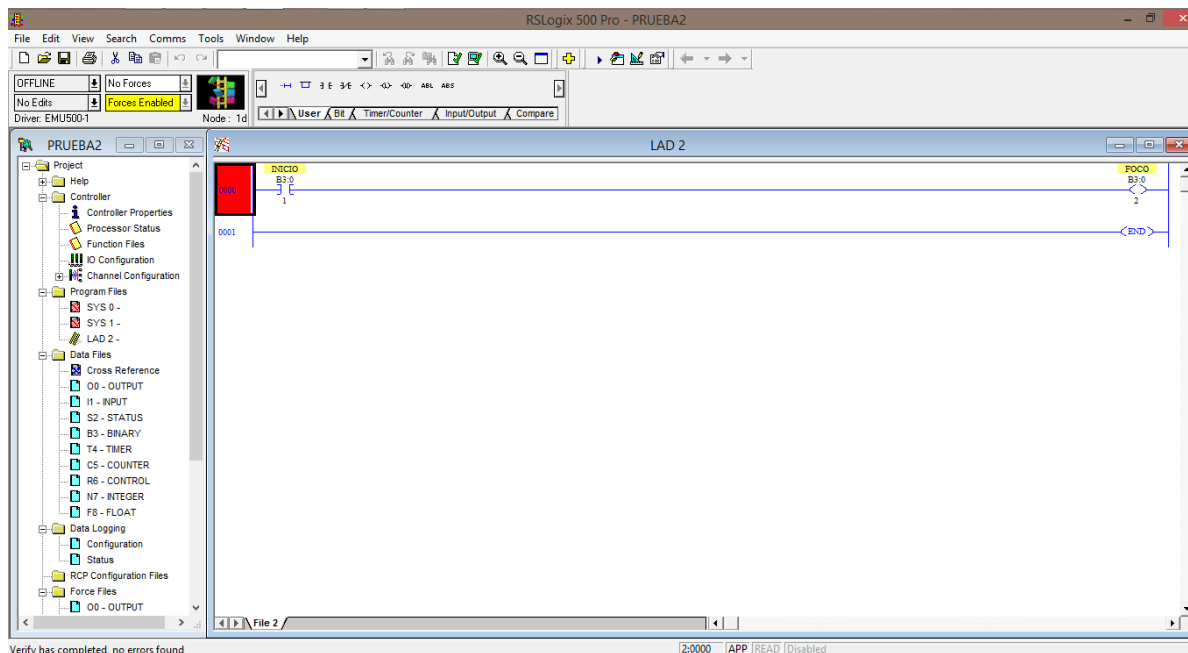 RSLogix 500 Pro - PRUEBA2
File Edit View Search Comms Tools Window Help
OFFLINE No Forces
No Edits Forces Enabled
Driver: EMU500-1 Node : 1d
ABL ABS
User Bit Timer/Counter Input/Output Compare
PRUEBA2
Project
Help
Controller
Controller Properties
Processor Status
Function Files
IO Configuration
Channel Configuration
Program Files
SYS 0 -
SYS 1 -
LAD 2 -
Data Files
Cross Reference
O0 - OUTPUT
I1 - INPUT
S2 - STATUS
B3 - BINARY
T4 - TIMER
C5 - COUNTER
R6 - CONTROL
N7 - INTEGER
F8 - FLOAT
Data Logging
Configuration
Status
RCP Configuration Files
Force Files
O0 - OUTPUT
LAD 2
INICIO FOCO
B3:0 B3:0
0000
1 2
0001 END
File 2
Verify has completed, no errors found 2:0000 APP READ Disabled